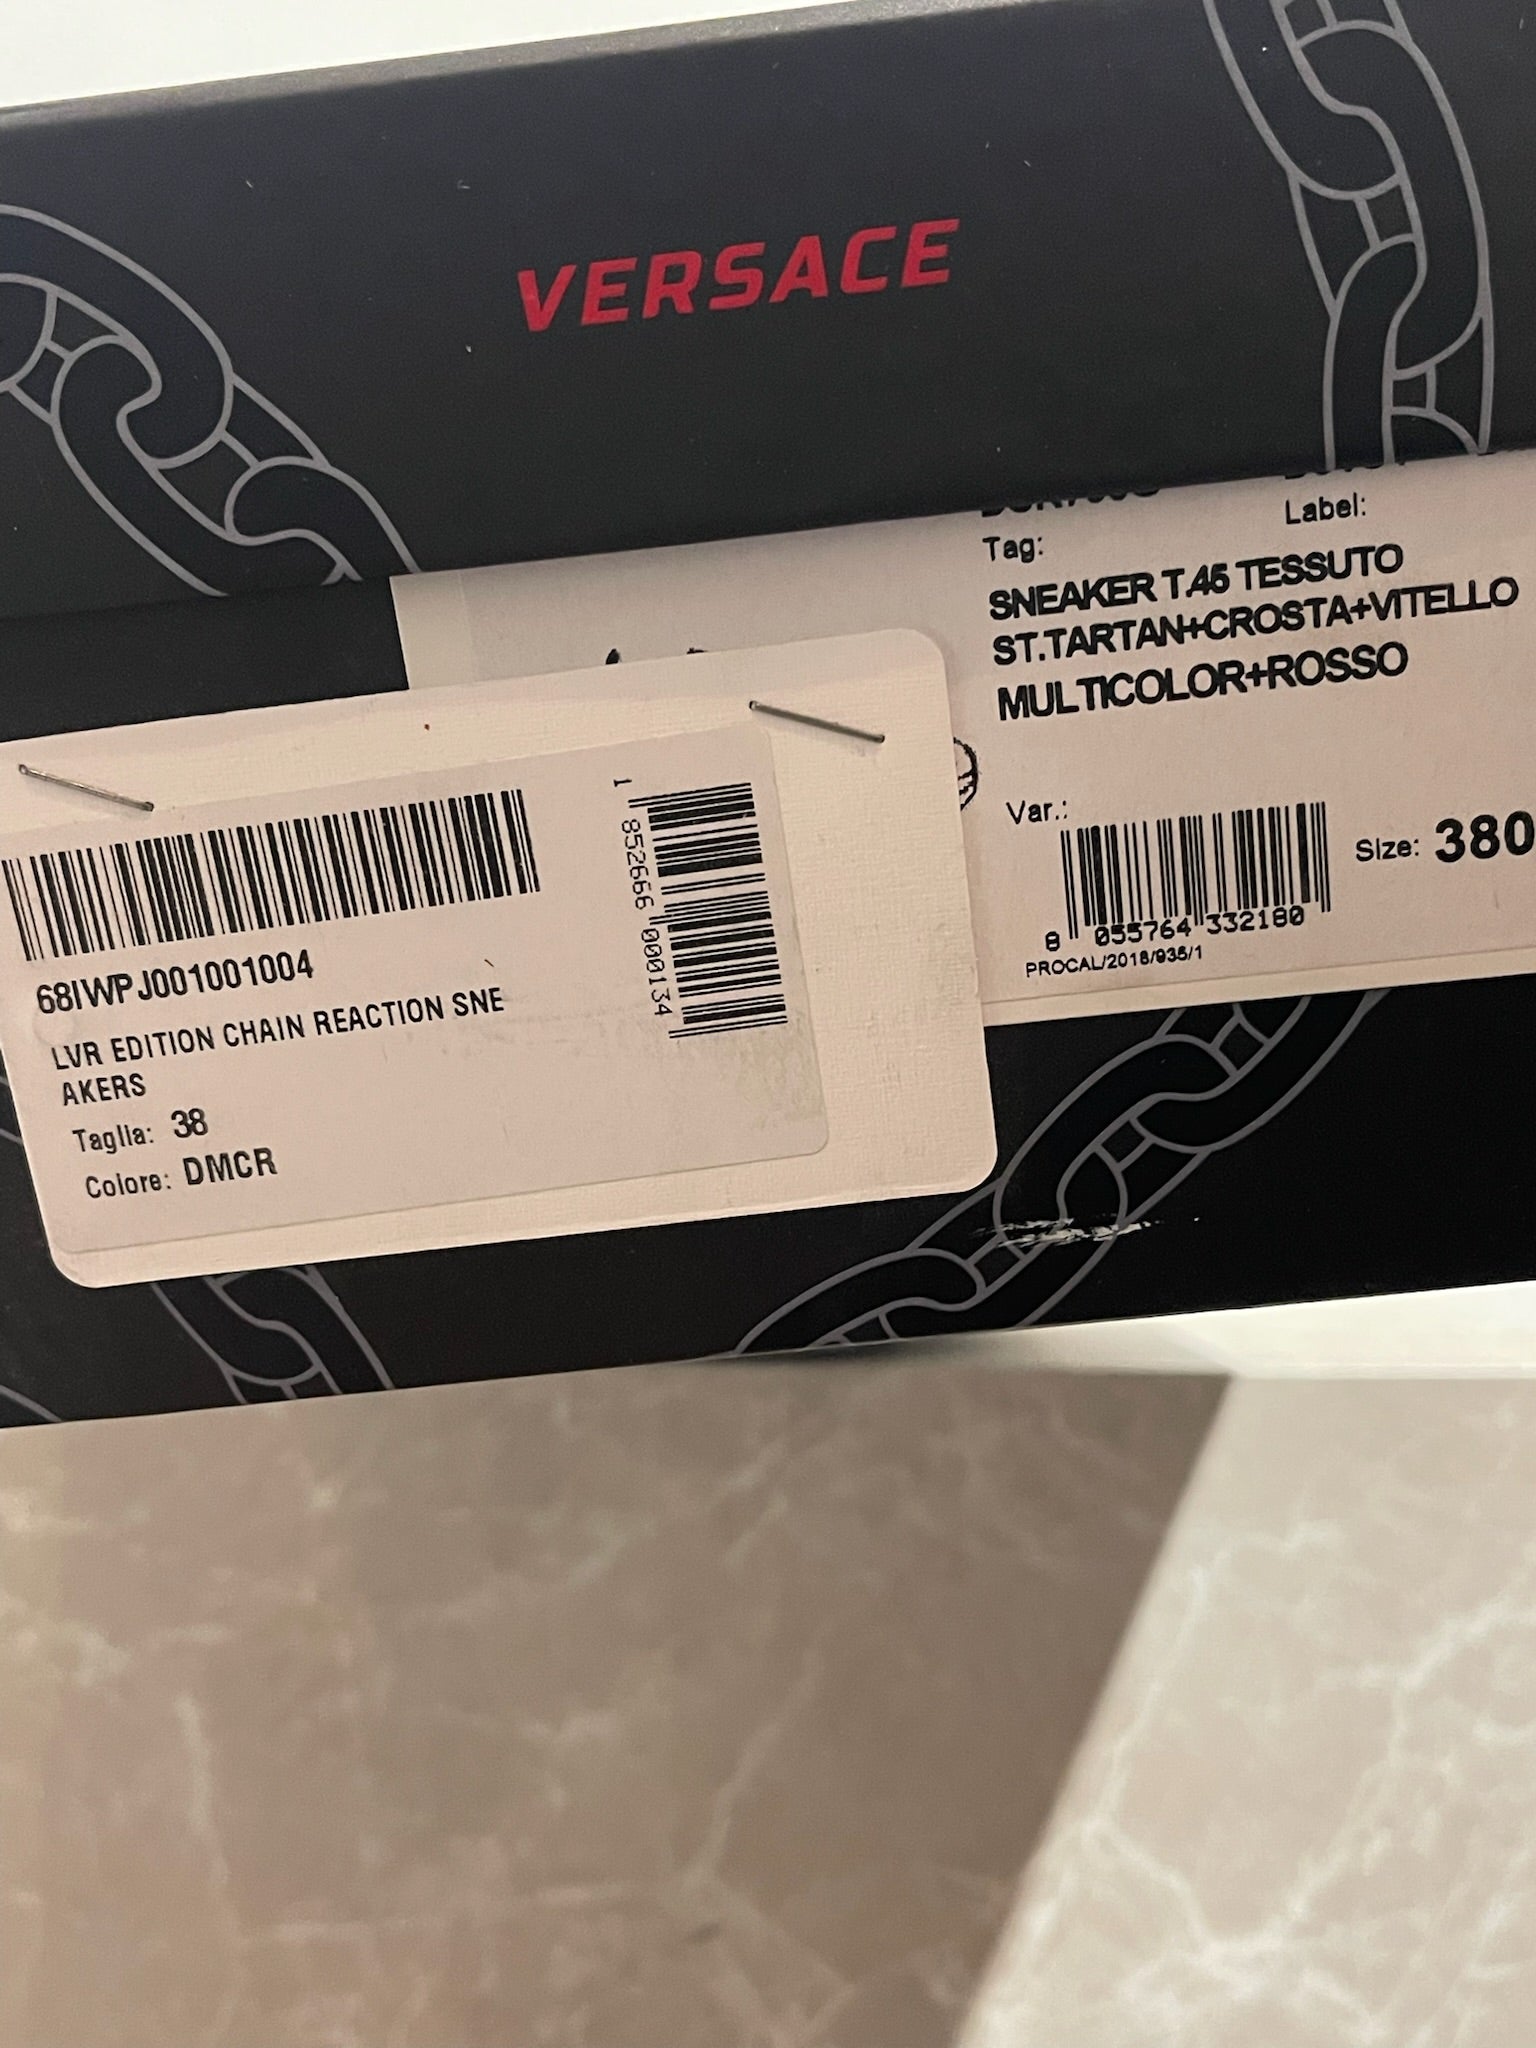 VERSACE
Label:
Tag:
SNEAKER T.45 TESSUTO
ST.TARTAN+CROSTA+VITELLO
MULTICOLOR+ROSSO
Var.:
Size: 380
8 055764 332180
PROCAL/2018/935/1
1 852666 000134
68IWPJ001001004
LVR EDITION CHAIN REACTION SNE
AKERS
Taglia: 38
Colore: DMCR